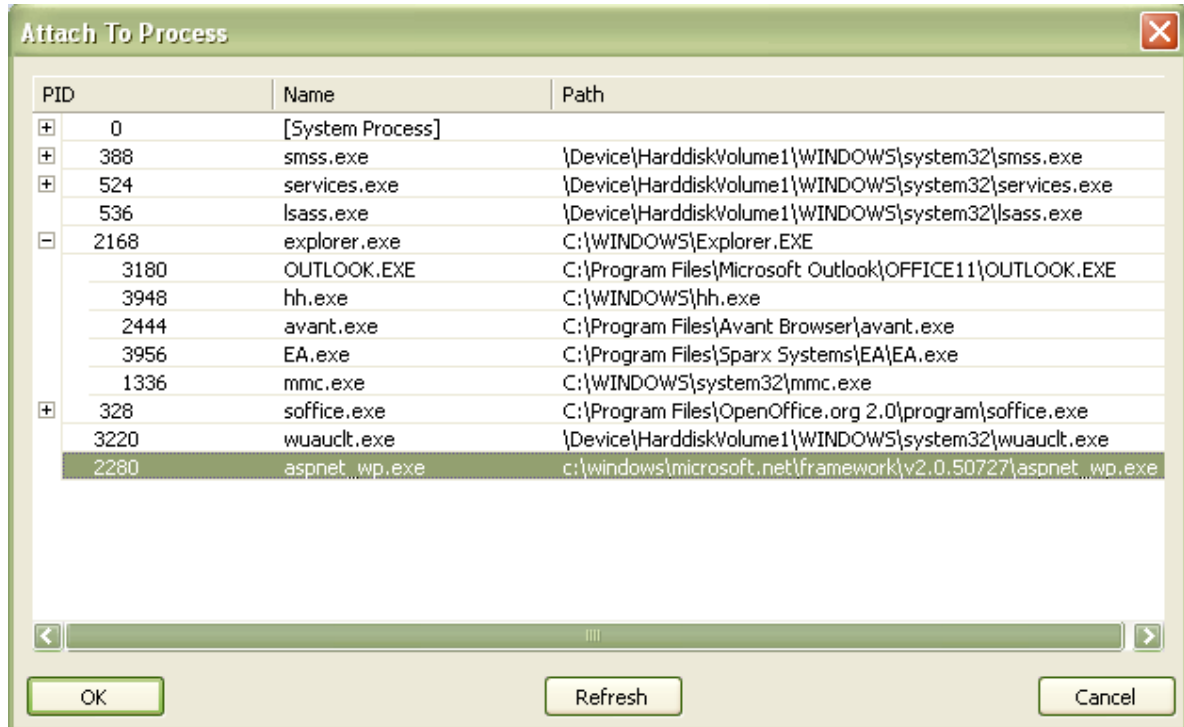 Attach To Process
PID Name Path
0 [System Process]
388 smss.exe \Device\HarddiskVolume1\WINDOWS\system32\smss.exe
524 services.exe \Device\HarddiskVolume1\WINDOWS\system32\services.exe
536 lsass.exe \Device\HarddiskVolume1\WINDOWS\system32\lsass.exe
2168 explorer.exe C:\WINDOWS\Explorer.EXE
3180 OUTLOOK.EXE C:\Program Files\Microsoft Outlook\OFFICE11\OUTLOOK.EXE
3948 hh.exe C:\WINDOWS\hh.exe
2444 avant.exe C:\Program Files\Avant Browser\avant.exe
3956 EA.exe C:\Program Files\Sparx Systems\EA\EA.exe
1336 mmc.exe C:\WINDOWS\system32\mmc.exe
328 soffice.exe C:\Program Files\OpenOffice.org 2.0\program\soffice.exe
3220 wuauclt.exe \Device\HarddiskVolume1\WINDOWS\system32\wuauclt.exe
2280 aspnet_wp.exe c:\windows\microsoft.net\framework\v2.0.50727\aspnet_wp.exe
OK Refresh Cancel